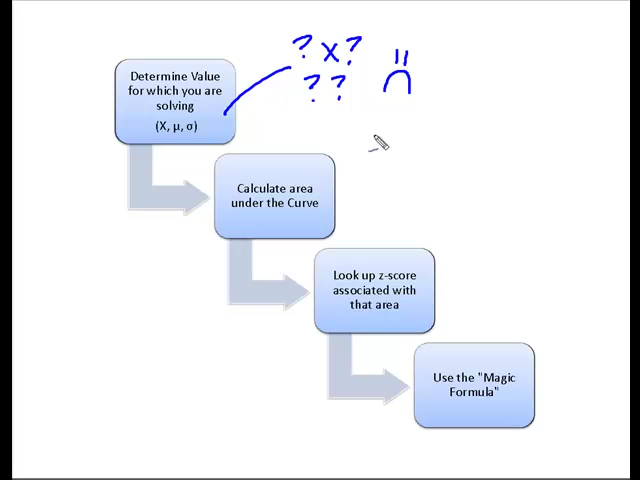 ? X ?
? ?
Determine Value
for which you are
solving
(X, μ, σ)
Calculate area
under the Curve
Look up z-score
associated with
that area
Use the "Magic
Formula"